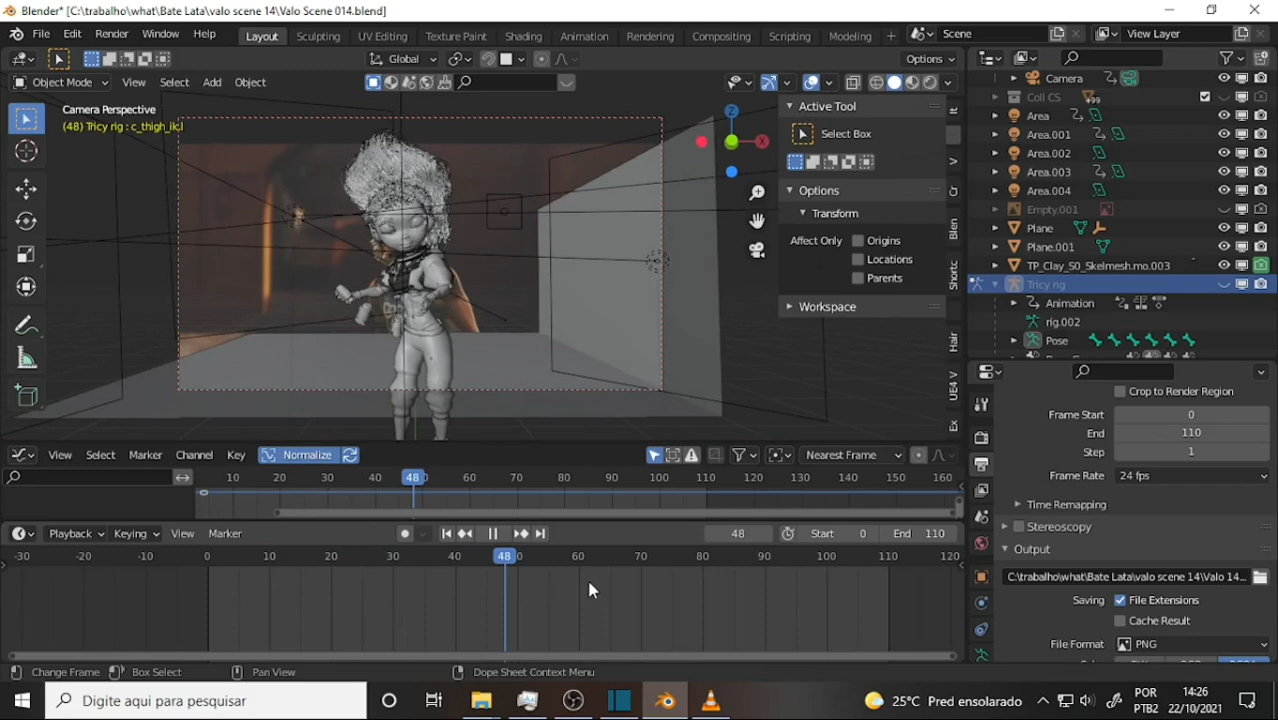 Blender* [C:\trabalho\what\Bate Lata\valo scene 14\Valo Scene 014.blend]
File Edit Render Window Help Layout Sculpting UV Editing Texture Paint Shading Animation Rendering Compositing Scripting Modeling + Scene View Layer
Global Options
Object Mode View Select Add Object
Camera Perspective
(48) Tricy rig : c_thigh_ik.l
Z
X
Active Tool
Select Box
Options
Transform
Affect Only Origins
Locations
Parents
Workspace
It
V
Cr
Blen
Shortc
Hair
UE4 V
Ex
Camera
Coll CS 99
Area
Area.001
Area.002
Area.003
Area.004
Empty.001
Plane
Plane.001
TP_Clay_S0_Skelmesh.mo.003
Tricy rig
Animation
rig.002
Pose
Crop to Render Region
Frame Start 0
End 110
Step 1
Frame Rate 24 fps
Time Remapping
Stereoscopy
Output
C:\trabalho\what\Bate Lata\valo scene 14\Valo 14...
Saving File Extensions
Cache Result
File Format PNG
View Select Marker Channel Key Normalize Nearest Frame
10 20 30 40 48 60 70 80 90 100 110 120 130 140 150 160
Playback Keying View Marker 48 Start 0 End 110
-30 -20 -10 0 10 20 30 40 48 60 70 80 90 100 110 120
Change Frame Box Select Pan View Dope Sheet Context Menu
Digite aqui para pesquisar 25°C Pred ensolarado POR 14:26
PTB2 22/10/2021